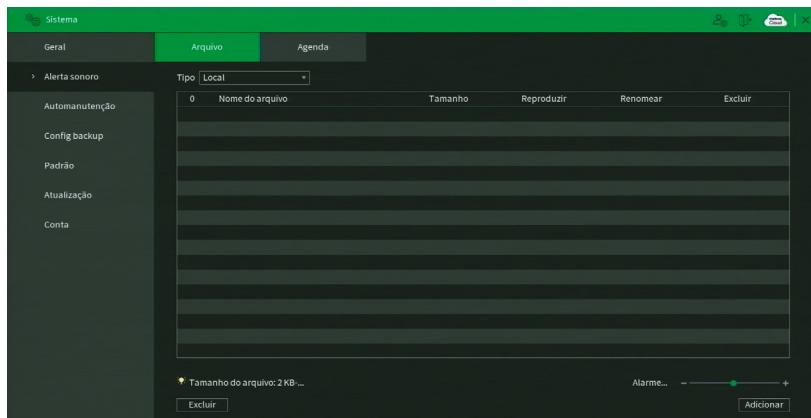 Sistema
Geral
Arquivo
Agenda
> Alerta sonoro
Tipo Local
Automanutenção
0 Nome do arquivo Tamanho Reproduzir Renomear Excluir
Config backup
Padrão
Atualização
Conta
Tamanho do arquivo: 2 KB-...
Alarme... - +
Excluir
Adicionar